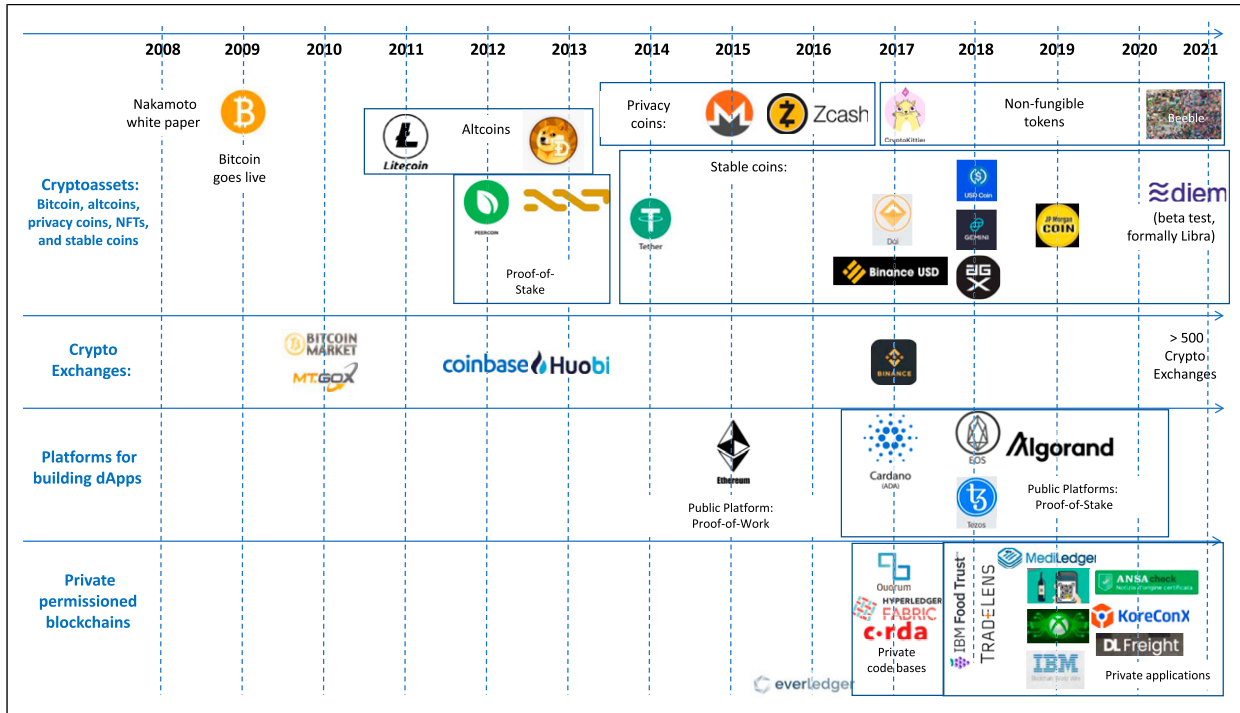 2008 2009 2010 2011 2012 2013 2014 2015 2016 2017 2018 2019 2020 2021
Cryptoassets:
Bitcoin, altcoins,
privacy coins, NFTs,
and stable coins
Nakamoto
white paper
Bitcoin
goes live
Litecoin
Altcoins
PEERCOIN
Proof-of-
Stake
Privacy
coins:
Zcash
CryptoKitties
Non-fungible
tokens
Beeble
Stable coins:
Tether
Dai
Binance USD
USD Coin
GEMINI
JP Morgan
COIN
diem
(beta test,
formally Libra)
Crypto
Exchanges:
BITCOIN
MARKET
MT.GOX
coinbase
Huobi
BINANCE
> 500
Crypto
Exchanges
Platforms for
building dApps
Ethereum
Public Platform:
Proof-of-Work
Cardano
(ADA)
EOS
Algorand
Tezos
Public Platforms:
Proof-of-Stake
Private
permissioned
blockchains
everledger
Quorum
HYPERLEDGER
FABRIC
c·rda
Private
code bases
IBM Food Trust™
TRADELENS
MediLedger
ANSAcheck
KoreConX
DL Freight
IBM
Private applications